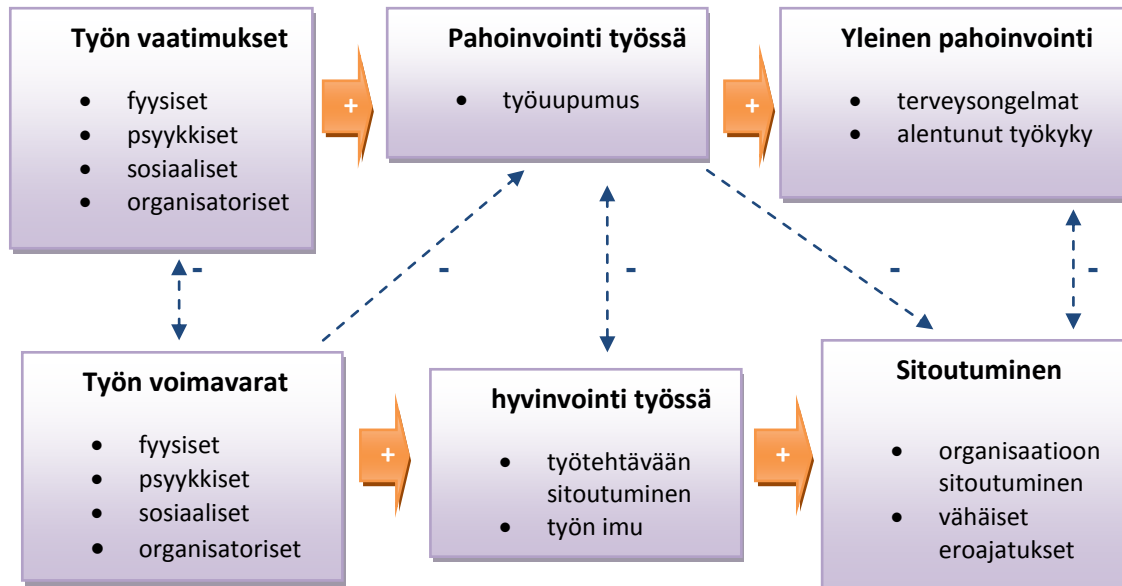 Työn vaatimukset
• fyysiset
• psyykkiset
• sosiaaliset
• organisatoriset
+
Pahoinvointi työssä
• työuupumus
+
Yleinen pahoinvointi
• terveysongelmat
• alentunut työkyky
-
-
-
-
-
Työn voimavarat
• fyysiset
• psyykkiset
• sosiaaliset
• organisatoriset
+
hyvinvointi työssä
• työtehtävään
sitoutuminen
• työn imu
+
Sitoutuminen
• organisaatioon
sitoutuminen
• vähäiset
eroajatukset